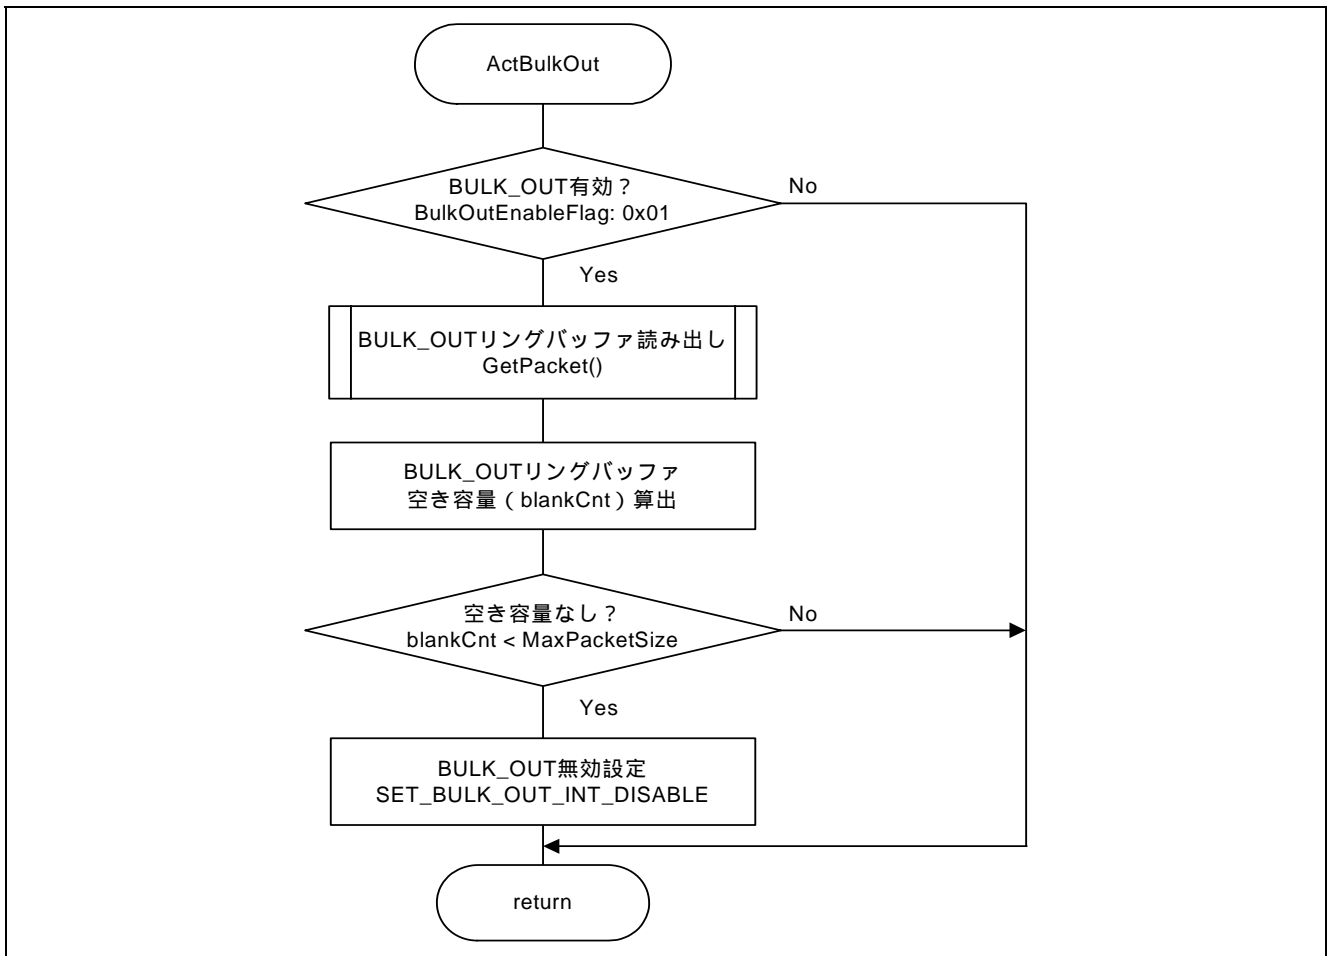 ActBulkOut
BULK_OUT有効？
BulkOutEnableFlag: 0x01
No
Yes
BULK_OUTリングバッファ読み出し
GetPacket()
BULK_OUTリングバッファ
空き容量（blankCnt）算出
空き容量なし？
blankCnt < MaxPacketSize
No
Yes
BULK_OUT無効設定
SET_BULK_OUT_INT_DISABLE
return